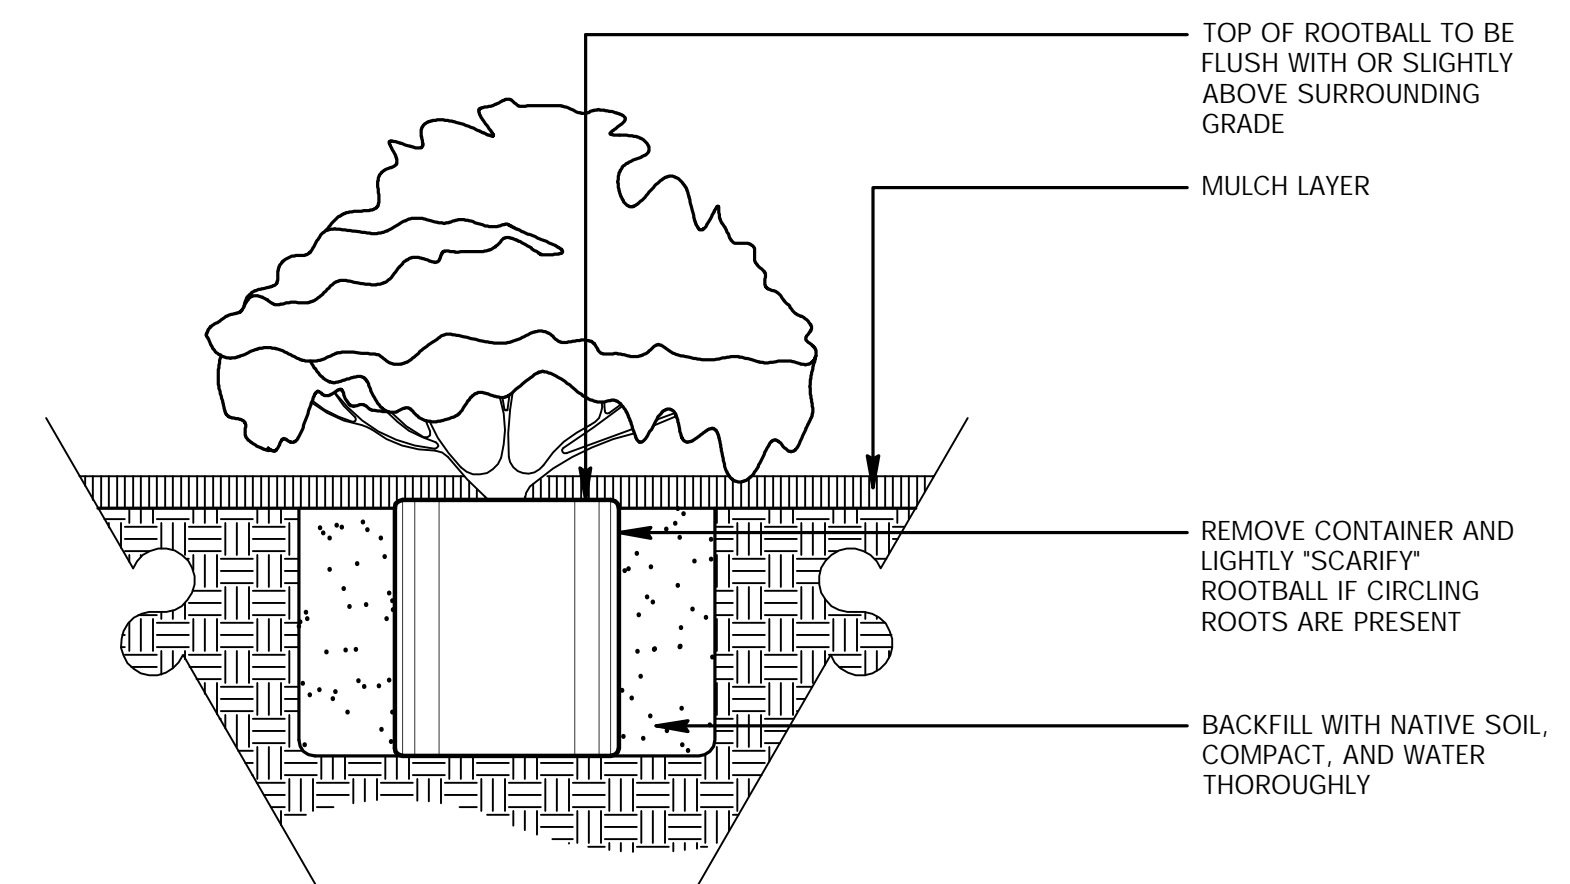 TOP OF ROOTBALL TO BE
FLUSH WITH OR SLIGHTLY
ABOVE SURROUNDING
GRADE
MULCH LAYER
REMOVE CONTAINER AND
LIGHTLY "SCARIFY"
ROOTBALL IF CIRCLING
ROOTS ARE PRESENT
BACKFILL WITH NATIVE SOIL,
COMPACT, AND WATER
THOROUGHLY